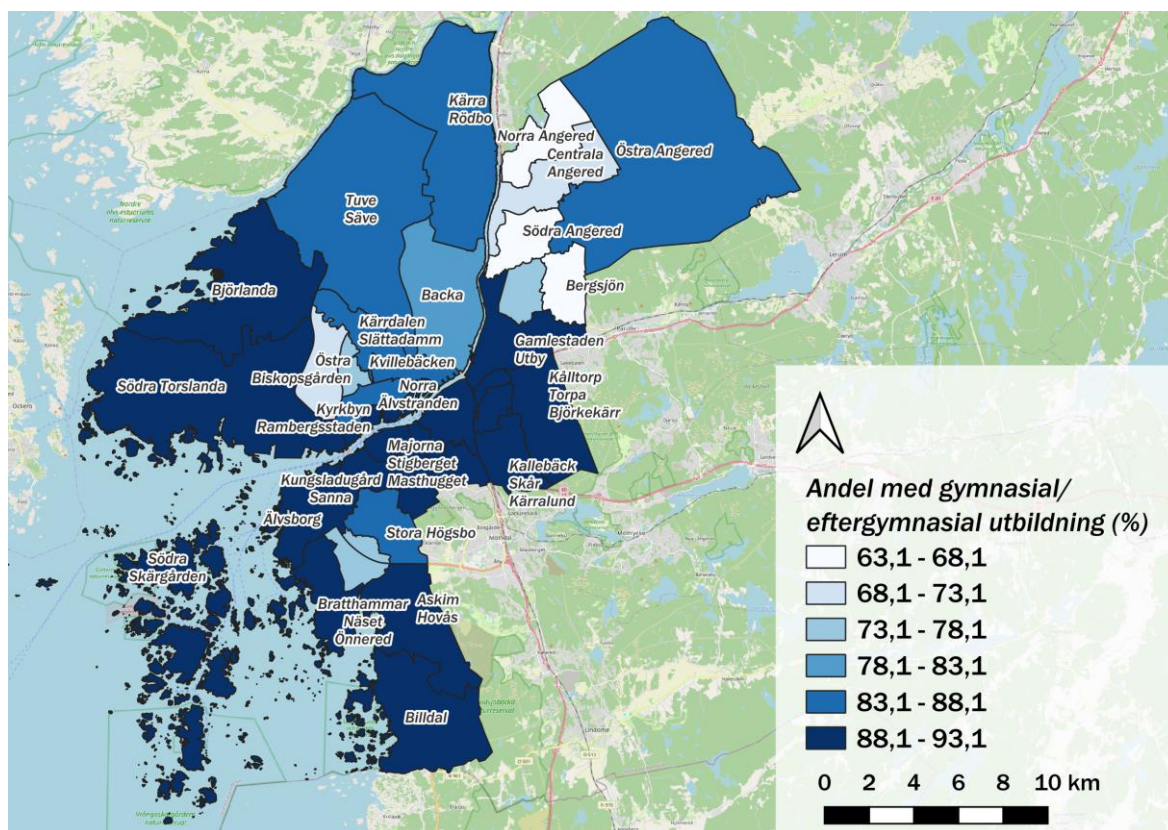 Kärra
Rödbo
Norra Angered
Centrala
Angered
Östra Angered
Tuve
Säve
Södra Angered
Bergsjön
Björlanda
Backa
Kärrdalen
Slättadamm
Gamlestaden
Utby
Östra
Biskopsgården
Kvillebäcken
Södra Torslanda
Norra
Älvstranden
Kålltorp
Torpa
Björkekärr
Kyrkbyn
Rambergsstaden
Majorna
Stigberget
Masthugget
Kallebäck
Skår
Kärralund
Kungsladugård
Sanna
Älvsborg
Stora Högsbo
Södra
Skärgården
Bratthammar
Näset
Önnered
Askim
Hovås
Billdal
Lerum
Lindome
Andel med gymnasial/
eftergymnasial utbildning (%)
63,1 - 68,1
68,1 - 73,1
73,1 - 78,1
78,1 - 83,1
83,1 - 88,1
88,1 - 93,1
0 2 4 6 8 10 km